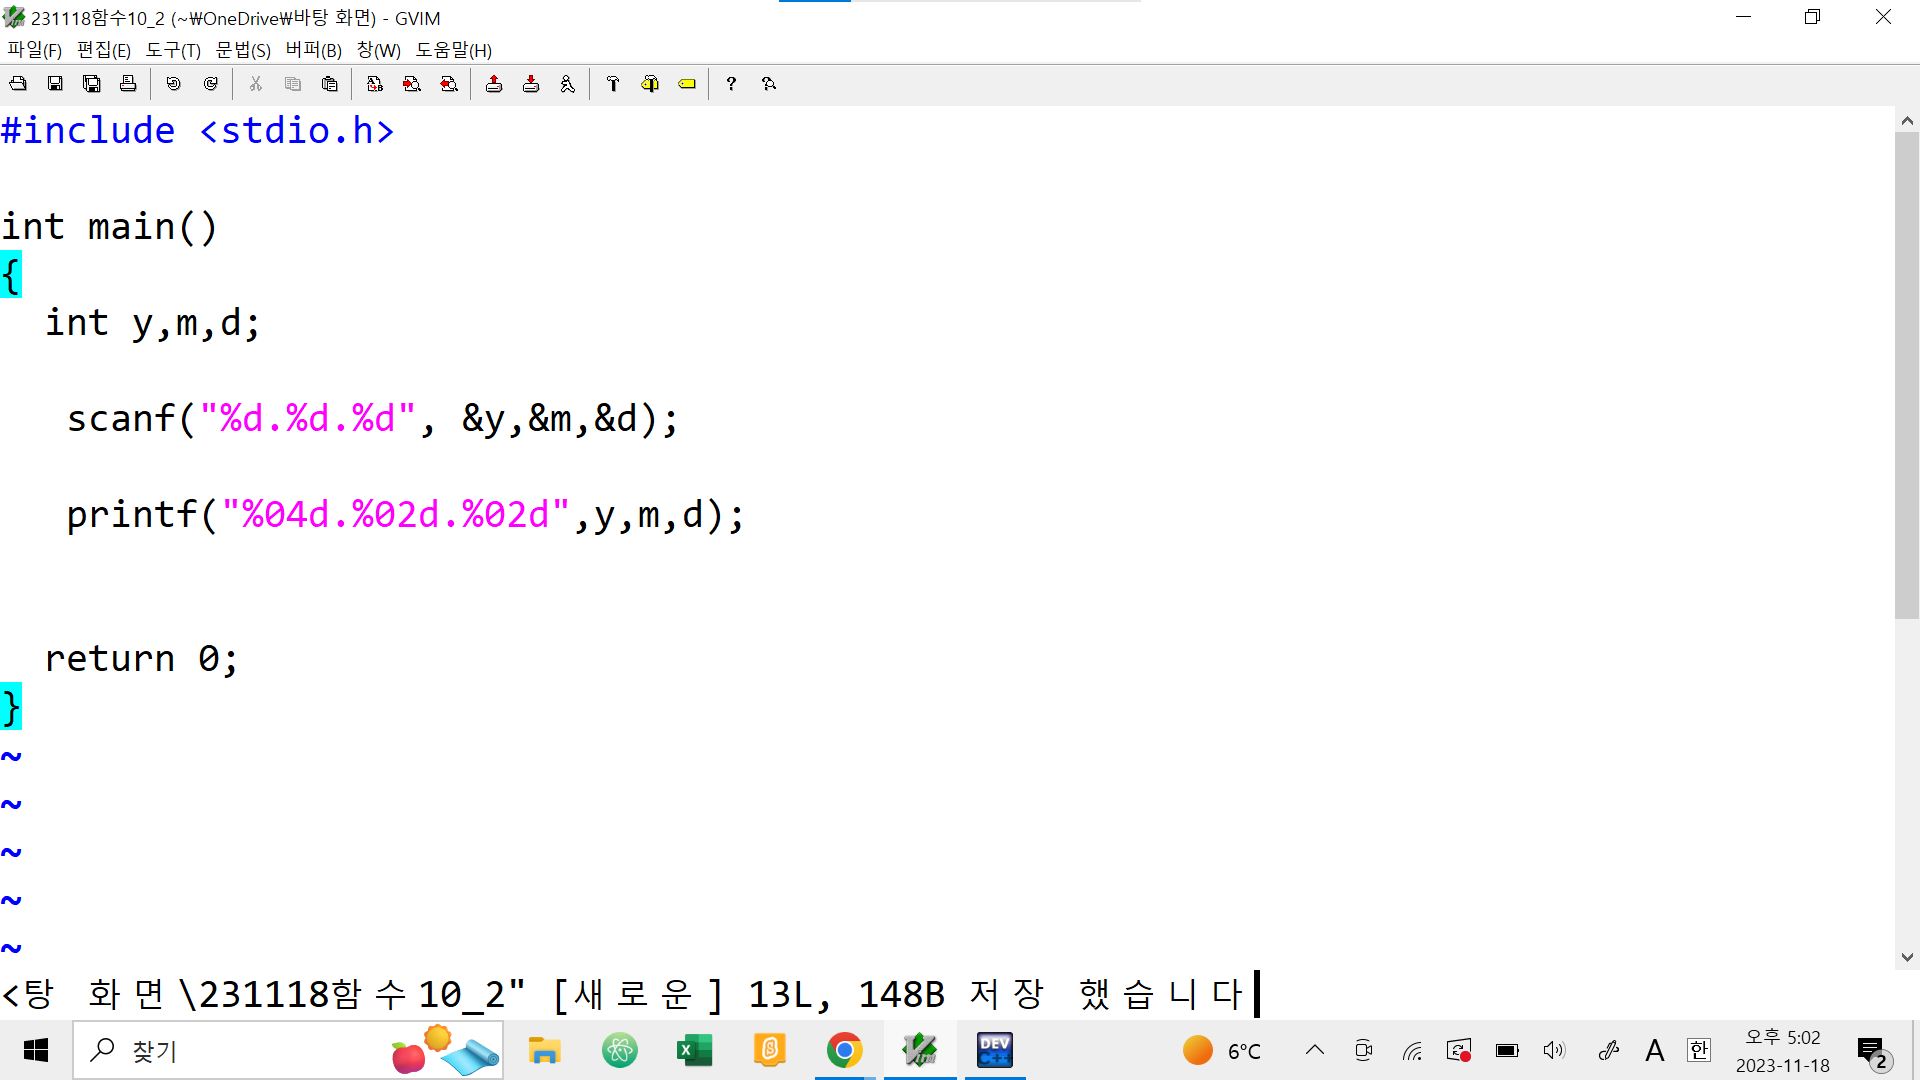 231118함수10_2 (~₩OneDrive₩바탕 화면) - GVIM
파일(F) 편집(E) 도구(T) 문법(S) 버퍼(B) 창(W) 도움말(H)
#include <stdio.h>
int main()
{
int y,m,d;
scanf("%d.%d.%d", &y,&m,&d);
printf("%04d.%02d.%02d",y,m,d);
return 0;
}
~
~
~
~
~
<탕 화면\231118함수10_2" [새로운] 13L, 148B 저장 했습니다
찾기
DEV C++
6°C
A
한
오후 5:02
2023-11-18
2